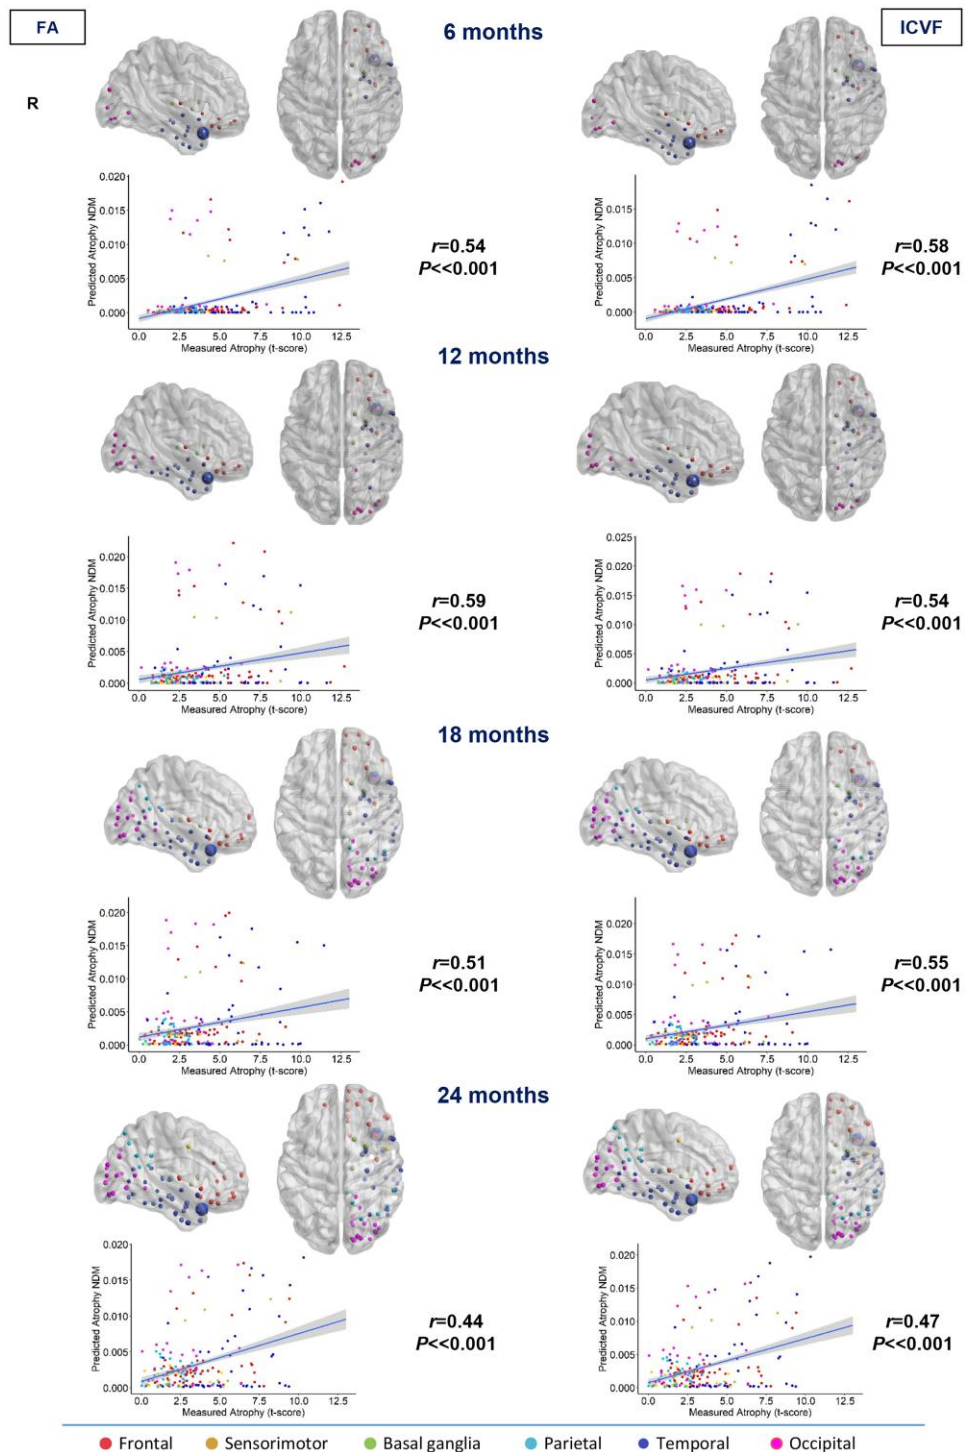 FA
6 months
ICVF
R
Predicted Atrophy NDM
0.020
0.015
0.010
0.005
0.000
0.0 2.5 5.0 7.5 10.0 12.5
Measured Atrophy (t-score)
r=0.54
P<<0.001
Predicted Atrophy NDM
0.015
0.010
0.005
0.000
0.0 2.5 5.0 7.5 10.0 12.5
Measured Atrophy (t-score)
r=0.58
P<<0.001
12 months
Predicted Atrophy NDM
0.020
0.015
0.010
0.005
0.000
0.0 2.5 5.0 7.5 10.0 12.5
Measured Atrophy (t-score)
r=0.59
P<<0.001
Predicted Atrophy NDM
0.025
0.020
0.015
0.010
0.005
0.000
0.0 2.5 5.0 7.5 10.0 12.5
Measured Atrophy (t-score)
r=0.54
P<<0.001
18 months
Predicted Atrophy NDM
0.020
0.015
0.010
0.005
0.000
0.0 2.5 5.0 7.5 10.0 12.5
Measured Atrophy (t-score)
r=0.51
P<<0.001
Predicted Atrophy NDM
0.020
0.015
0.010
0.005
0.000
0.0 2.5 5.0 7.5 10.0 12.5
Measured Atrophy (t-score)
r=0.55
P<<0.001
24 months
Predicted Atrophy NDM
0.020
0.015
0.010
0.005
0.000
0.0 2.5 5.0 7.5 10.0 12.5
Measured Atrophy (t-score)
r=0.44
P<<0.001
Predicted Atrophy NDM
0.020
0.015
0.010
0.005
0.000
0.0 2.5 5.0 7.5 10.0 12.5
Measured Atrophy (t-score)
r=0.47
P<<0.001
Frontal Sensorimotor Basal ganglia Parietal Temporal Occipital